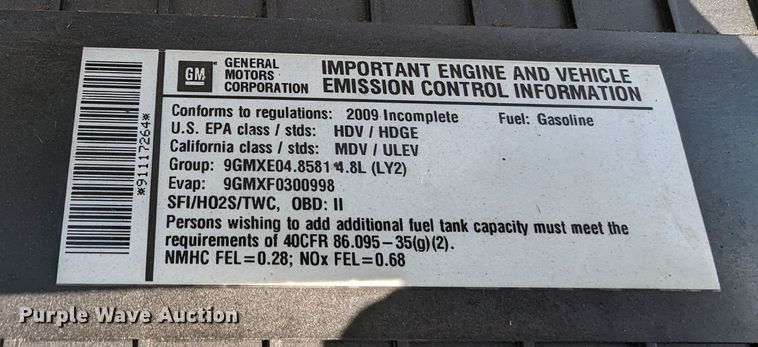 GM
GENERAL
MOTORS
CORPORATION
IMPORTANT ENGINE AND VEHICLE
EMISSION CONTROL INFORMATION
Conforms to regulations: 2009 Incomplete Fuel: Gasoline
U.S. EPA class / stds: HDV / HDGE
California class / stds: MDV / ULEV
Group: 9GMXE04.8581 4.8L (LY2)
Evap: 9GMXF0300998
SFI/HO2S/TWC, OBD: II
Persons wishing to add additional fuel tank capacity must meet the
requirements of 40CFR 86.095-35(g)(2).
NMHC FEL=0.28; NOx FEL=0.68
*91117264*
Purple Wave Auction